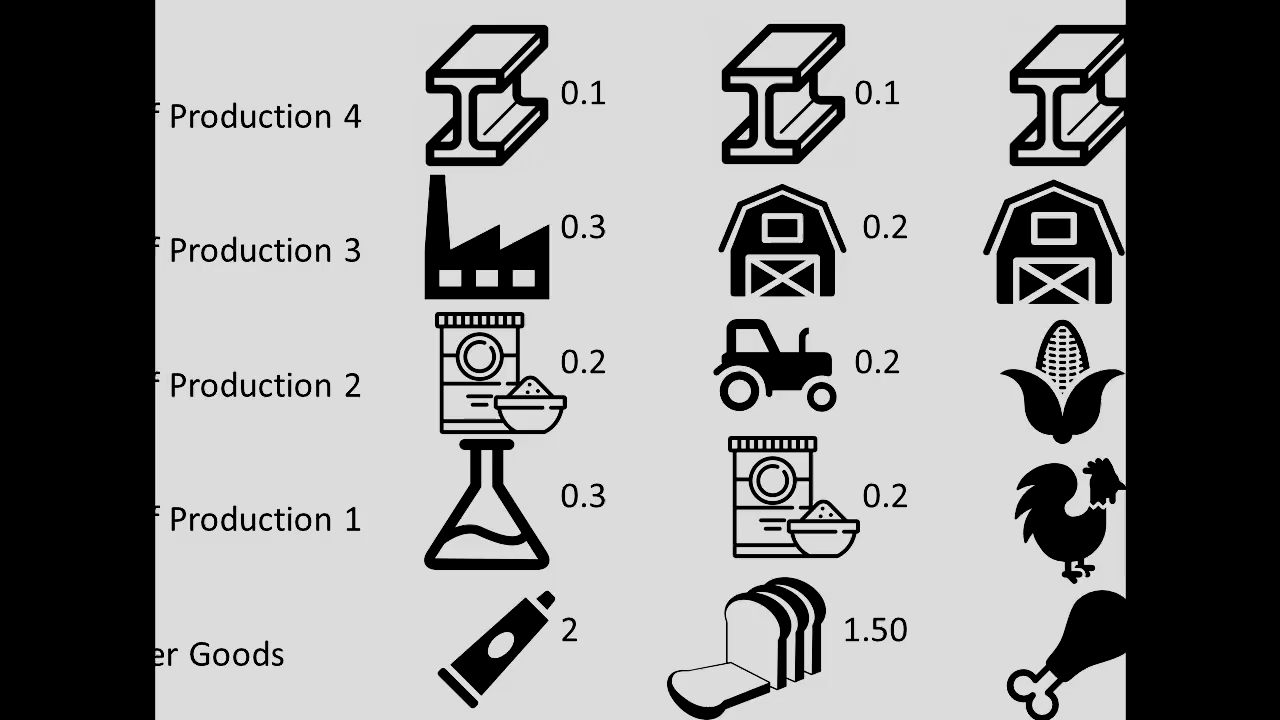 Production 4 0.1 0.1
Production 3 0.3 0.2
Production 2 0.2 0.2
Production 1 0.3 0.2
er Goods 2 1.50